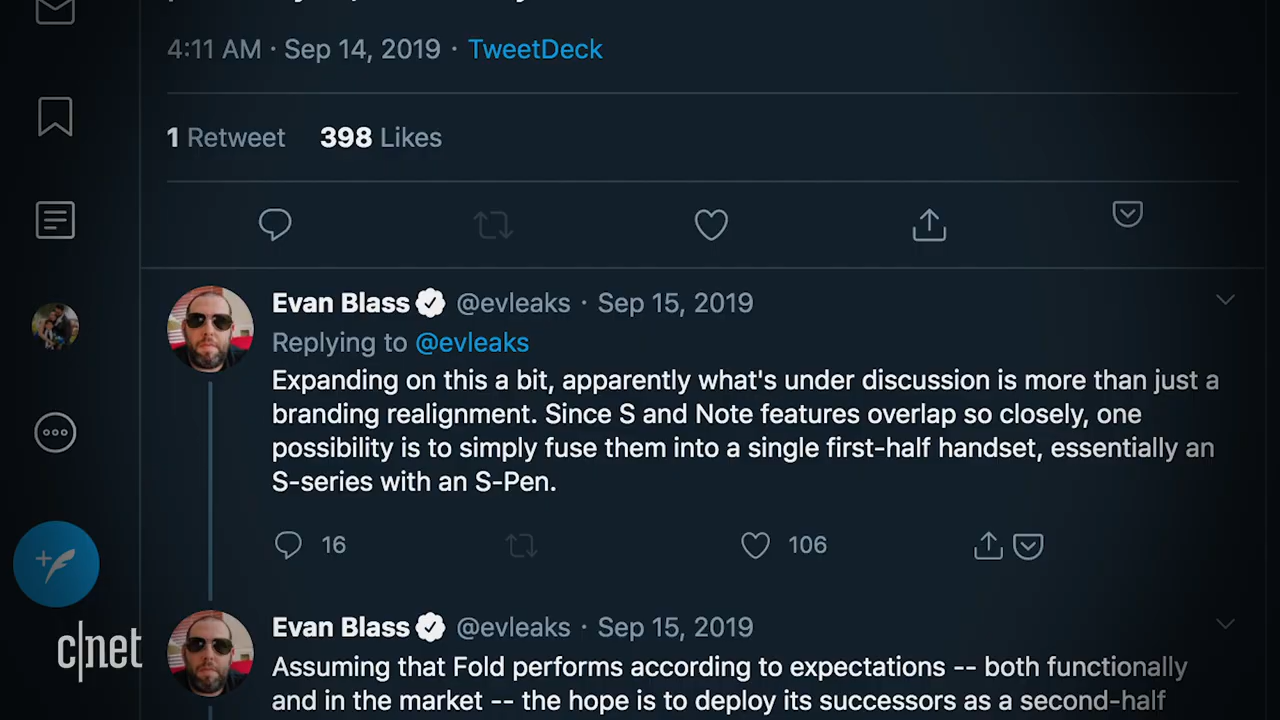 4:11 AM · Sep 14, 2019 · TweetDeck
1 Retweet 398 Likes
Evan Blass @evleaks · Sep 15, 2019
Replying to @evleaks
Expanding on this a bit, apparently what's under discussion is more than just a
branding realignment. Since S and Note features overlap so closely, one
possibility is to simply fuse them into a single first-half handset, essentially an
S-series with an S-Pen.
16 106
c|net
Evan Blass @evleaks · Sep 15, 2019
Assuming that Fold performs according to expectations -- both functionally
and in the market -- the hope is to deploy its successors as a second-half